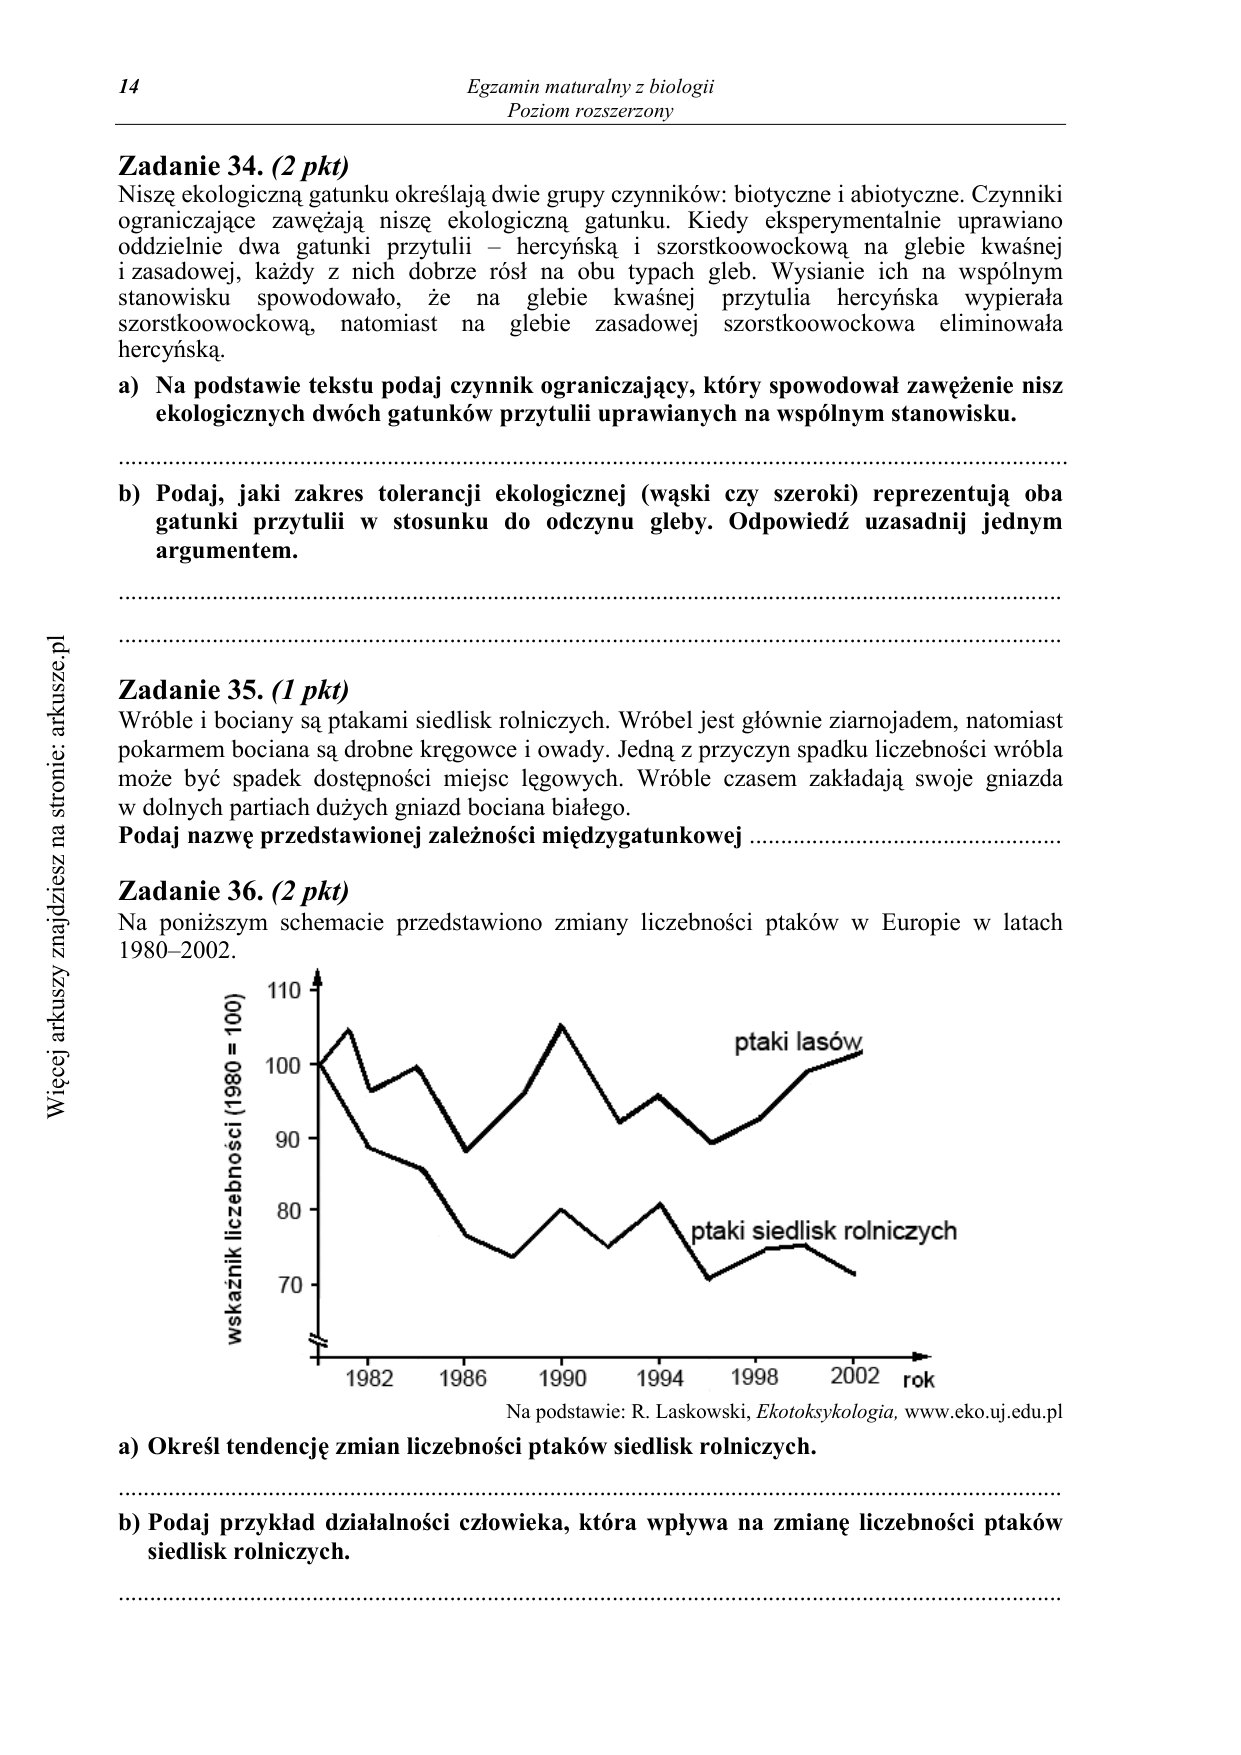 14
Egzamin maturalny z biologii
Poziom rozszerzony
Zadanie 34. (2 pkt)
Niszę ekologiczną gatunku określają dwie grupy czynników: biotyczne i abiotyczne. Czynniki
ograniczające zawężają niszę ekologiczną gatunku. Kiedy eksperymentalnie uprawiano
oddzielnie dwa gatunki przytulii – hercyńską i szorstkoowockową na glebie kwaśnej
i zasadowej, każdy z nich dobrze rósł na obu typach gleb. Wysianie ich na wspólnym
stanowisku spowodowało, że na glebie kwaśnej przytulia hercyńska wypierała
szorstkoowockową, natomiast na glebie zasadowej szorstkoowockowa eliminowała
hercyńską.
a) Na podstawie tekstu podaj czynnik ograniczający, który spowodował zawężenie nisz
ekologicznych dwóch gatunków przytulii uprawianych na wspólnym stanowisku.
b) Podaj, jaki zakres tolerancji ekologicznej (wąski czy szeroki) reprezentują oba
gatunki przytulii w stosunku do odczynu gleby. Odpowiedź uzasadnij jednym
argumentem.
Zadanie 35. (1 pkt)
Wróble i bociany są ptakami siedlisk rolniczych. Wróbel jest głównie ziarnojadem, natomiast
pokarmem bociana są drobne kręgowce i owady. Jedną z przyczyn spadku liczebności wróbla
może być spadek dostępności miejsc lęgowych. Wróble czasem zakładają swoje gniazda
w dolnych partiach dużych gniazd bociana białego.
Podaj nazwę przedstawionej zależności międzygatunkowej ..................................................
Zadanie 36. (2 pkt)
Na poniższym schemacie przedstawiono zmiany liczebności ptaków w Europie w latach
1980–2002.
wskaźnik liczebności (1980 = 100)
110
100
90
80
70
ptaki lasów
ptaki siedlisk rolniczych
1982 1986 1990 1994 1998 2002 rok
Na podstawie: R. Laskowski, Ekotoksykologia, www.eko.uj.edu.pl
a) Określ tendencję zmian liczebności ptaków siedlisk rolniczych.
b) Podaj przykład działalności człowieka, która wpływa na zmianę liczebności ptaków
siedlisk rolniczych.
Więcej arkuszy znajdziesz na stronie: arkusze.pl